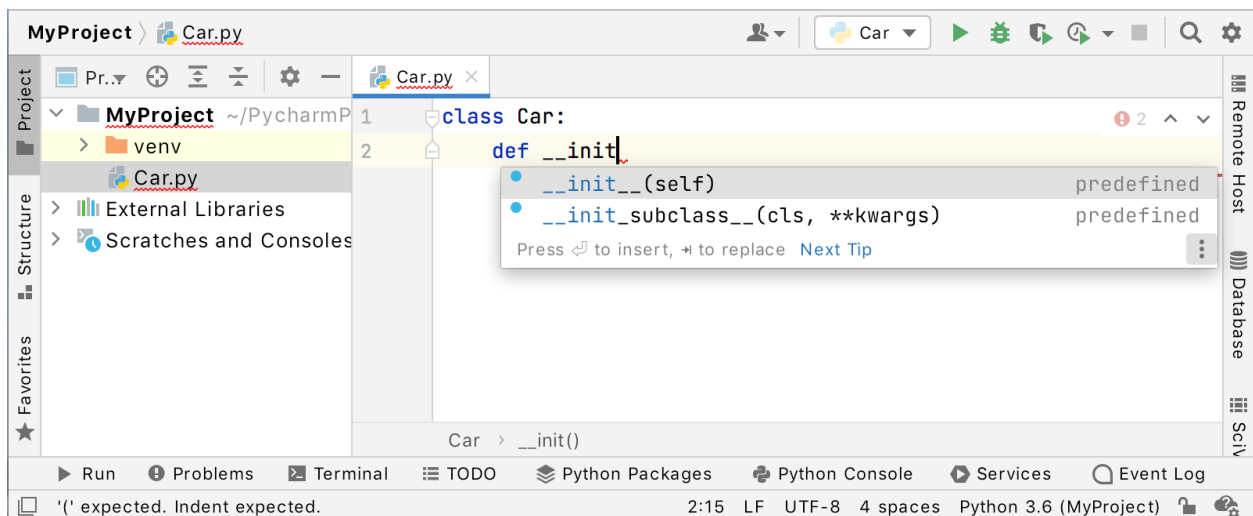 MyProject Car.py Car
Project
Pr..
MyProject ~/PycharmP
venv
Car.py
External Libraries
Scratches and Consoles
Structure
Favorites
Car.py
1 class Car:
2 def __init
2
__init__(self) predefined
__init_subclass__(cls, **kwargs) predefined
Press ⏎ to insert, ⇥ to replace Next Tip
Remote Host
Database
SciV
Car > __init()
Run Problems Terminal TODO Python Packages Python Console Services Event Log
'(' expected. Indent expected. 2:15 LF UTF-8 4 spaces Python 3.6 (MyProject)